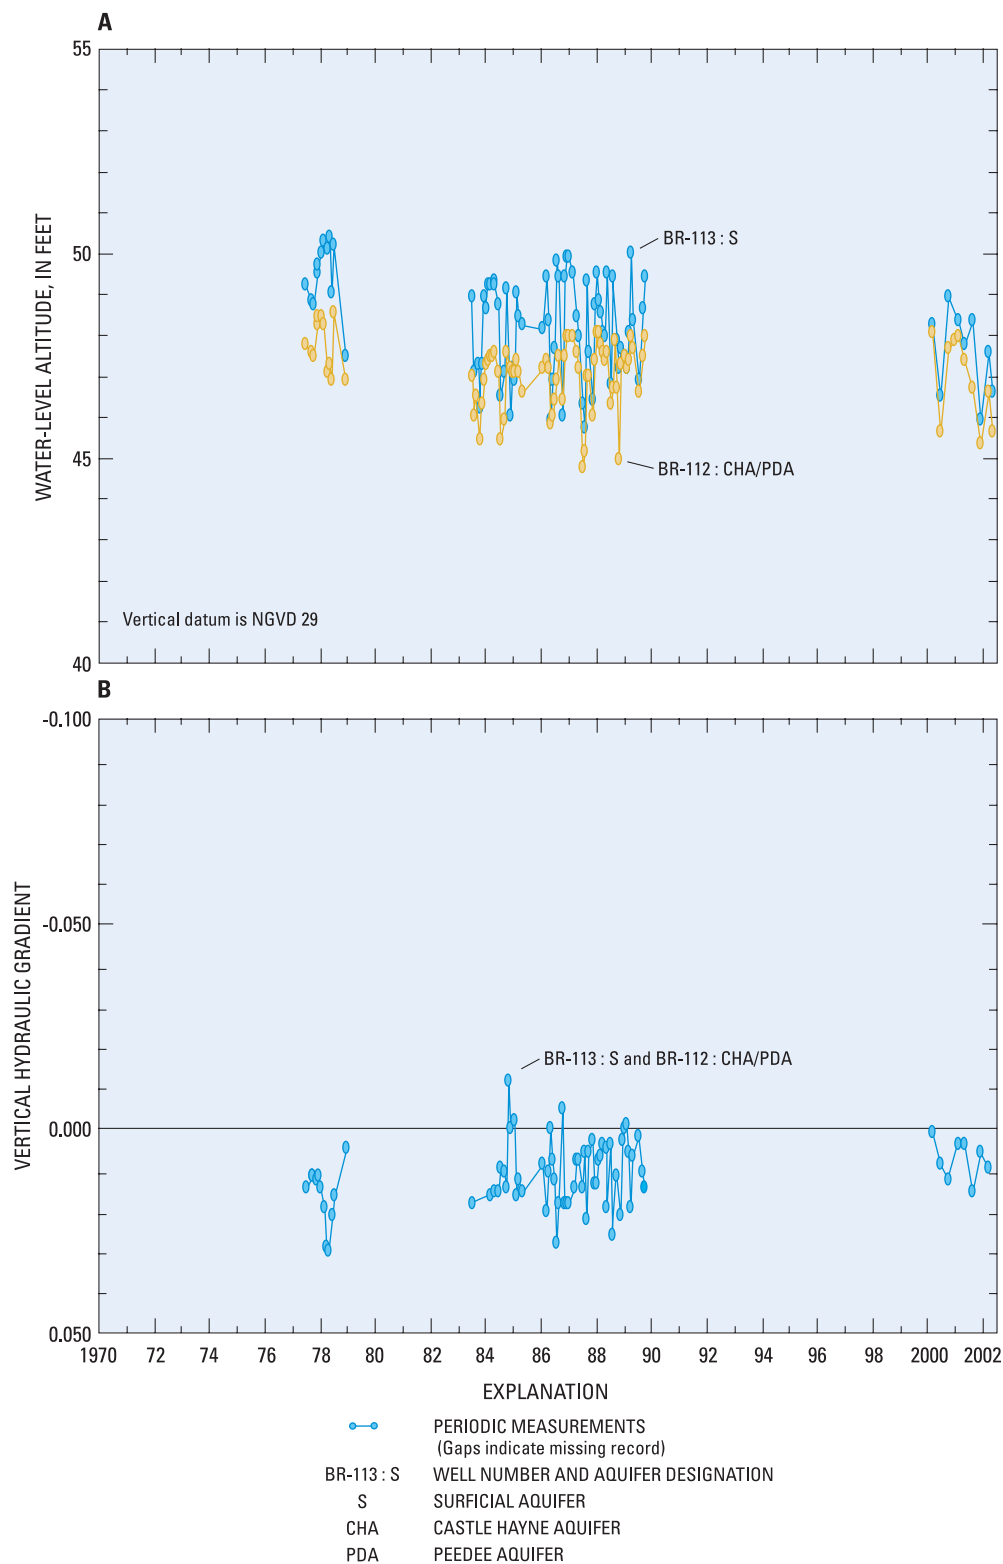 A
55
50
45
40
WATER-LEVEL ALTITUDE, IN FEET
BR-113 : S
BR-112 : CHA/PDA
Vertical datum is NGVD 29
B
-0.100
-0.050
0.000
0.050
VERTICAL HYDRAULIC GRADIENT
BR-113 : S and BR-112 : CHA/PDA
1970 72 74 76 78 80 82 84 86 88 90 92 94 96 98 2000 2002
EXPLANATION
PERIODIC MEASUREMENTS
(Gaps indicate missing record)
BR-113 : S WELL NUMBER AND AQUIFER DESIGNATION
S SURFICIAL AQUIFER
CHA CASTLE HAYNE AQUIFER
PDA PEEDEE AQUIFER